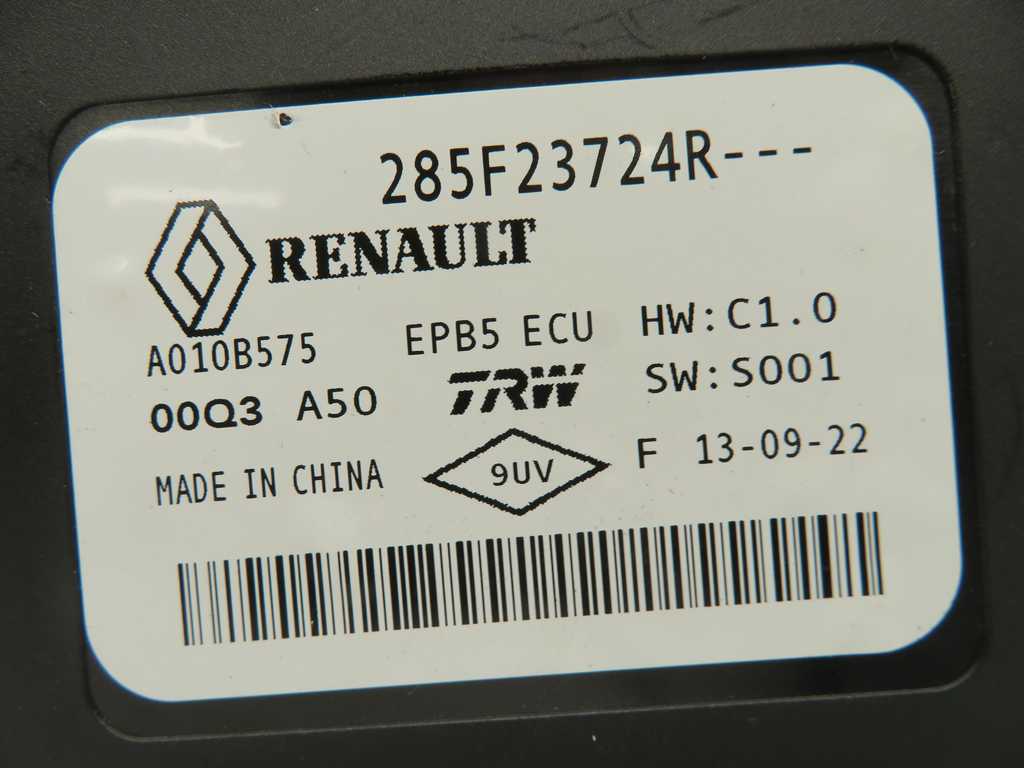 285F23724R---
RENAULT
A010B575 EPB5 ECU HW:C1.0
00Q3 A50 TRW SW:S001
MADE IN CHINA 9UV F 13-09-22